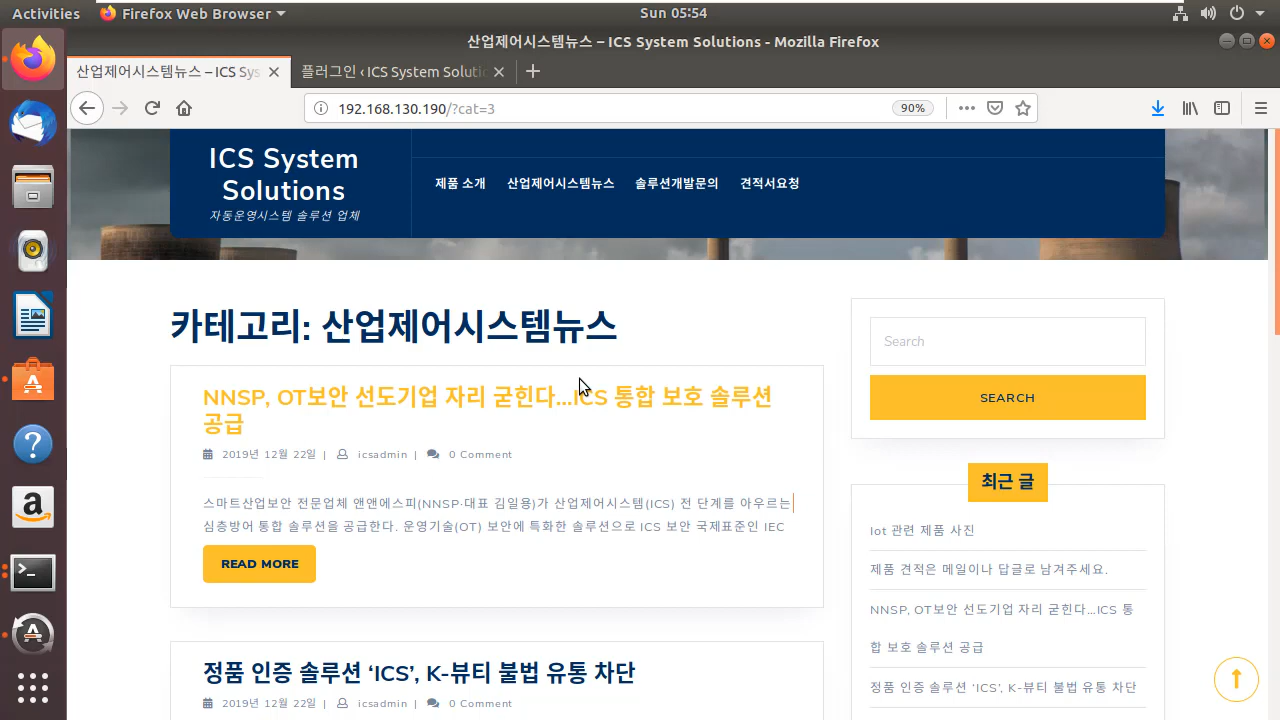 Activities
Firefox Web Browser
Sun 05:54
산업제어시스템뉴스 – ICS System Solutions - Mozilla Firefox
산업제어시스템뉴스 – ICS Sys
플러그인 ‹ ICS System Soluti
192.168.130.190/?cat=3
90%
ICS System
Solutions
자동운영시스템 솔루션 업체
제품 소개
산업제어시스템뉴스
솔루션개발문의
견적서요청
카테고리: 산업제어시스템뉴스
NNSP, OT보안 선도기업 자리 굳힌다…ICS 통합 보호 솔루션
공급
2019년 12월 22일 | icsadmin | 0 Comment
스마트산업보안 전문업체 앤앤에스피(NNSP·대표 김일용)가 산업제어시스템(ICS) 전 단계를 아우르는
심층방어 통합 솔루션을 공급한다. 운영기술(OT) 보안에 특화한 솔루션으로 ICS 보안 국제표준인 IEC
READ MORE
정품 인증 솔루션 ‘ICS’, K-뷰티 불법 유통 차단
2019년 12월 22일 | icsadmin | 0 Comment
Search
SEARCH
최근 글
Iot 관련 제품 사진
제품 견적은 메일이나 답글로 남겨주세요.
NNSP, OT보안 선도기업 자리 굳힌다…ICS 통
합 보호 솔루션 공급
정품 인증 솔루션 ‘ICS’, K-뷰티 불법 유통 차단